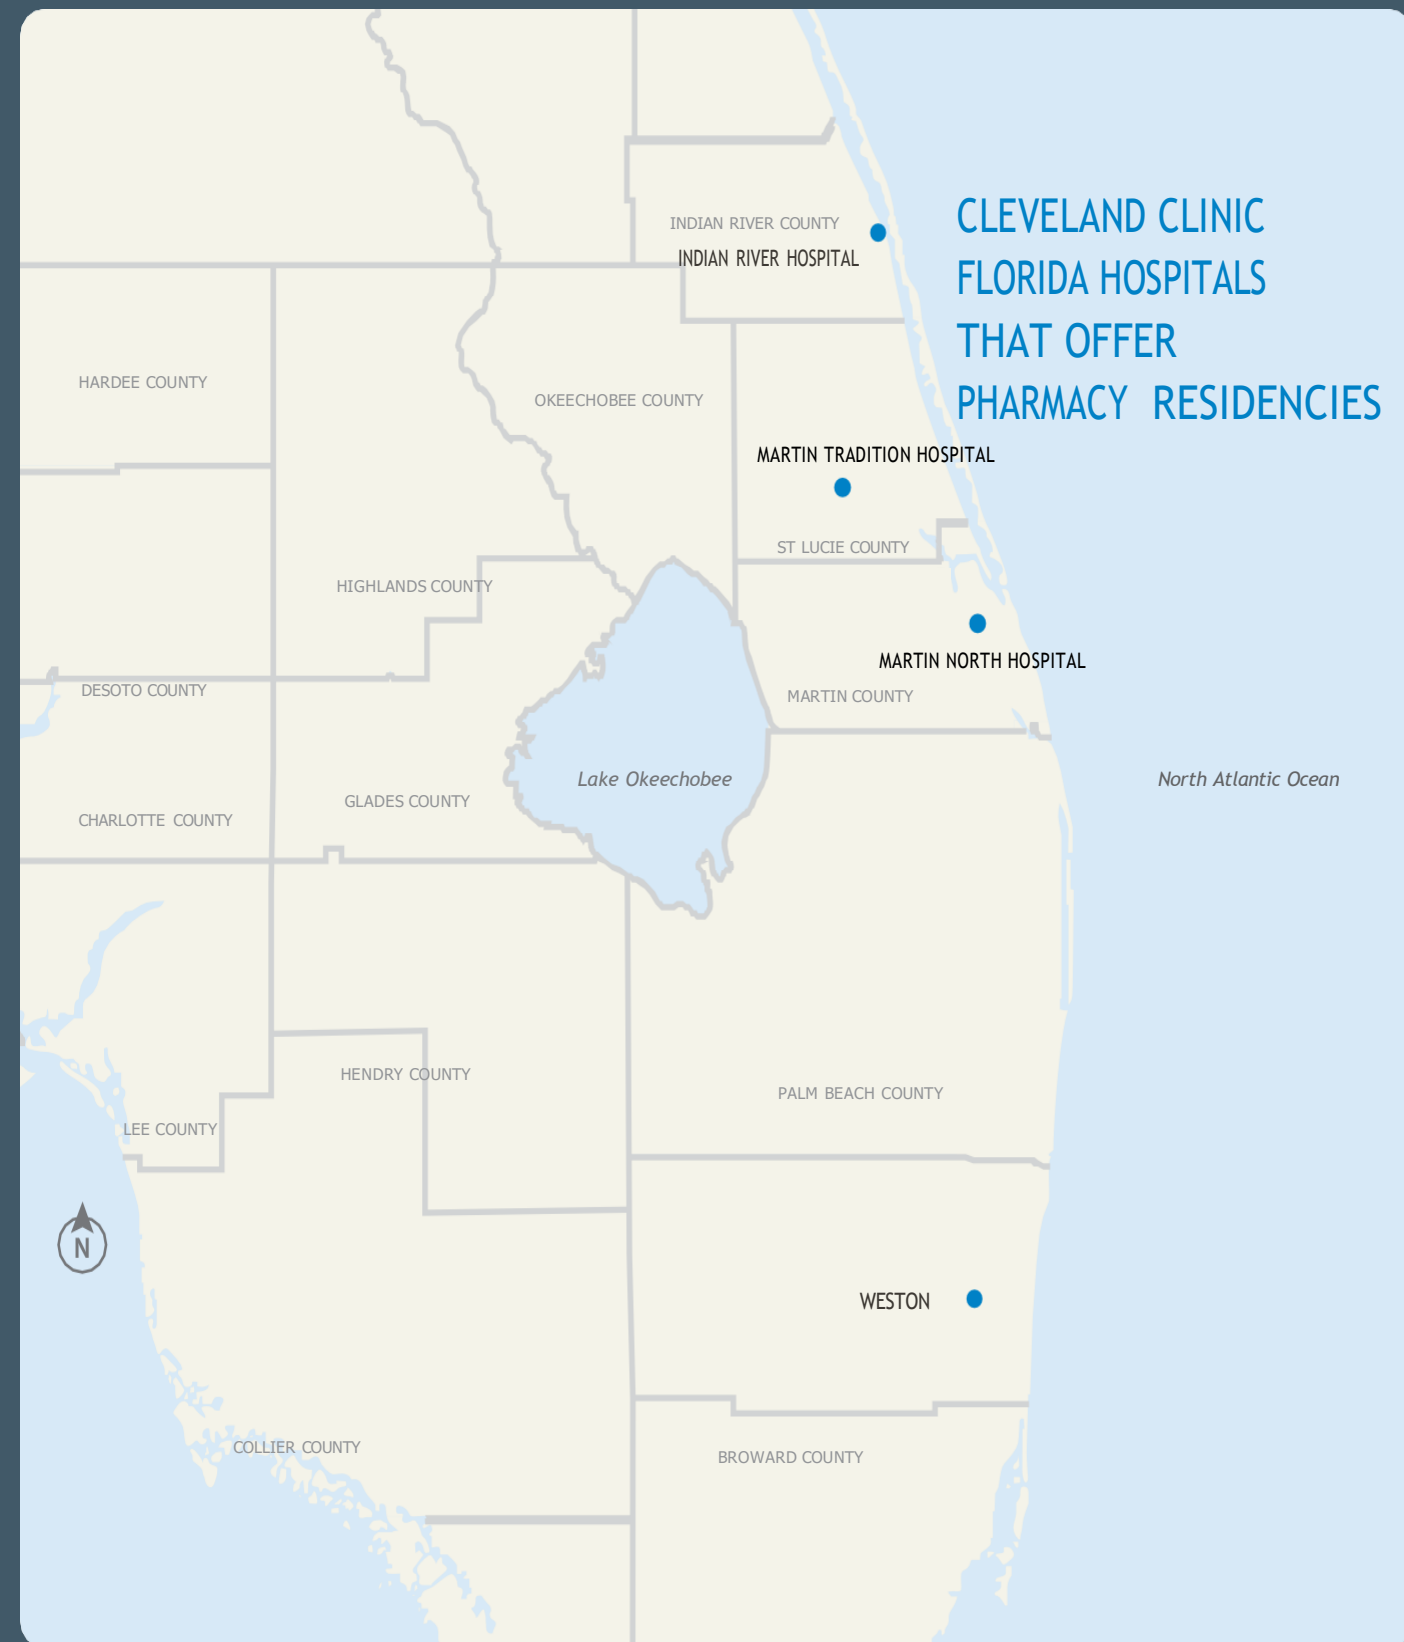 CLEVELAND CLINIC
FLORIDA HOSPITALS
THAT OFFER
PHARMACY RESIDENCIES
INDIAN RIVER COUNTY
INDIAN RIVER HOSPITAL
HARDEE COUNTY
OKEECHOBEE COUNTY
MARTIN TRADITION HOSPITAL
ST LUCIE COUNTY
HIGHLANDS COUNTY
MARTIN NORTH HOSPITAL
DESOTO COUNTY
MARTIN COUNTY
Lake Okeechobee
North Atlantic Ocean
GLADES COUNTY
CHARLOTTE COUNTY
HENDRY COUNTY
PALM BEACH COUNTY
LEE COUNTY
N
WESTON
COLLIER COUNTY
BROWARD COUNTY